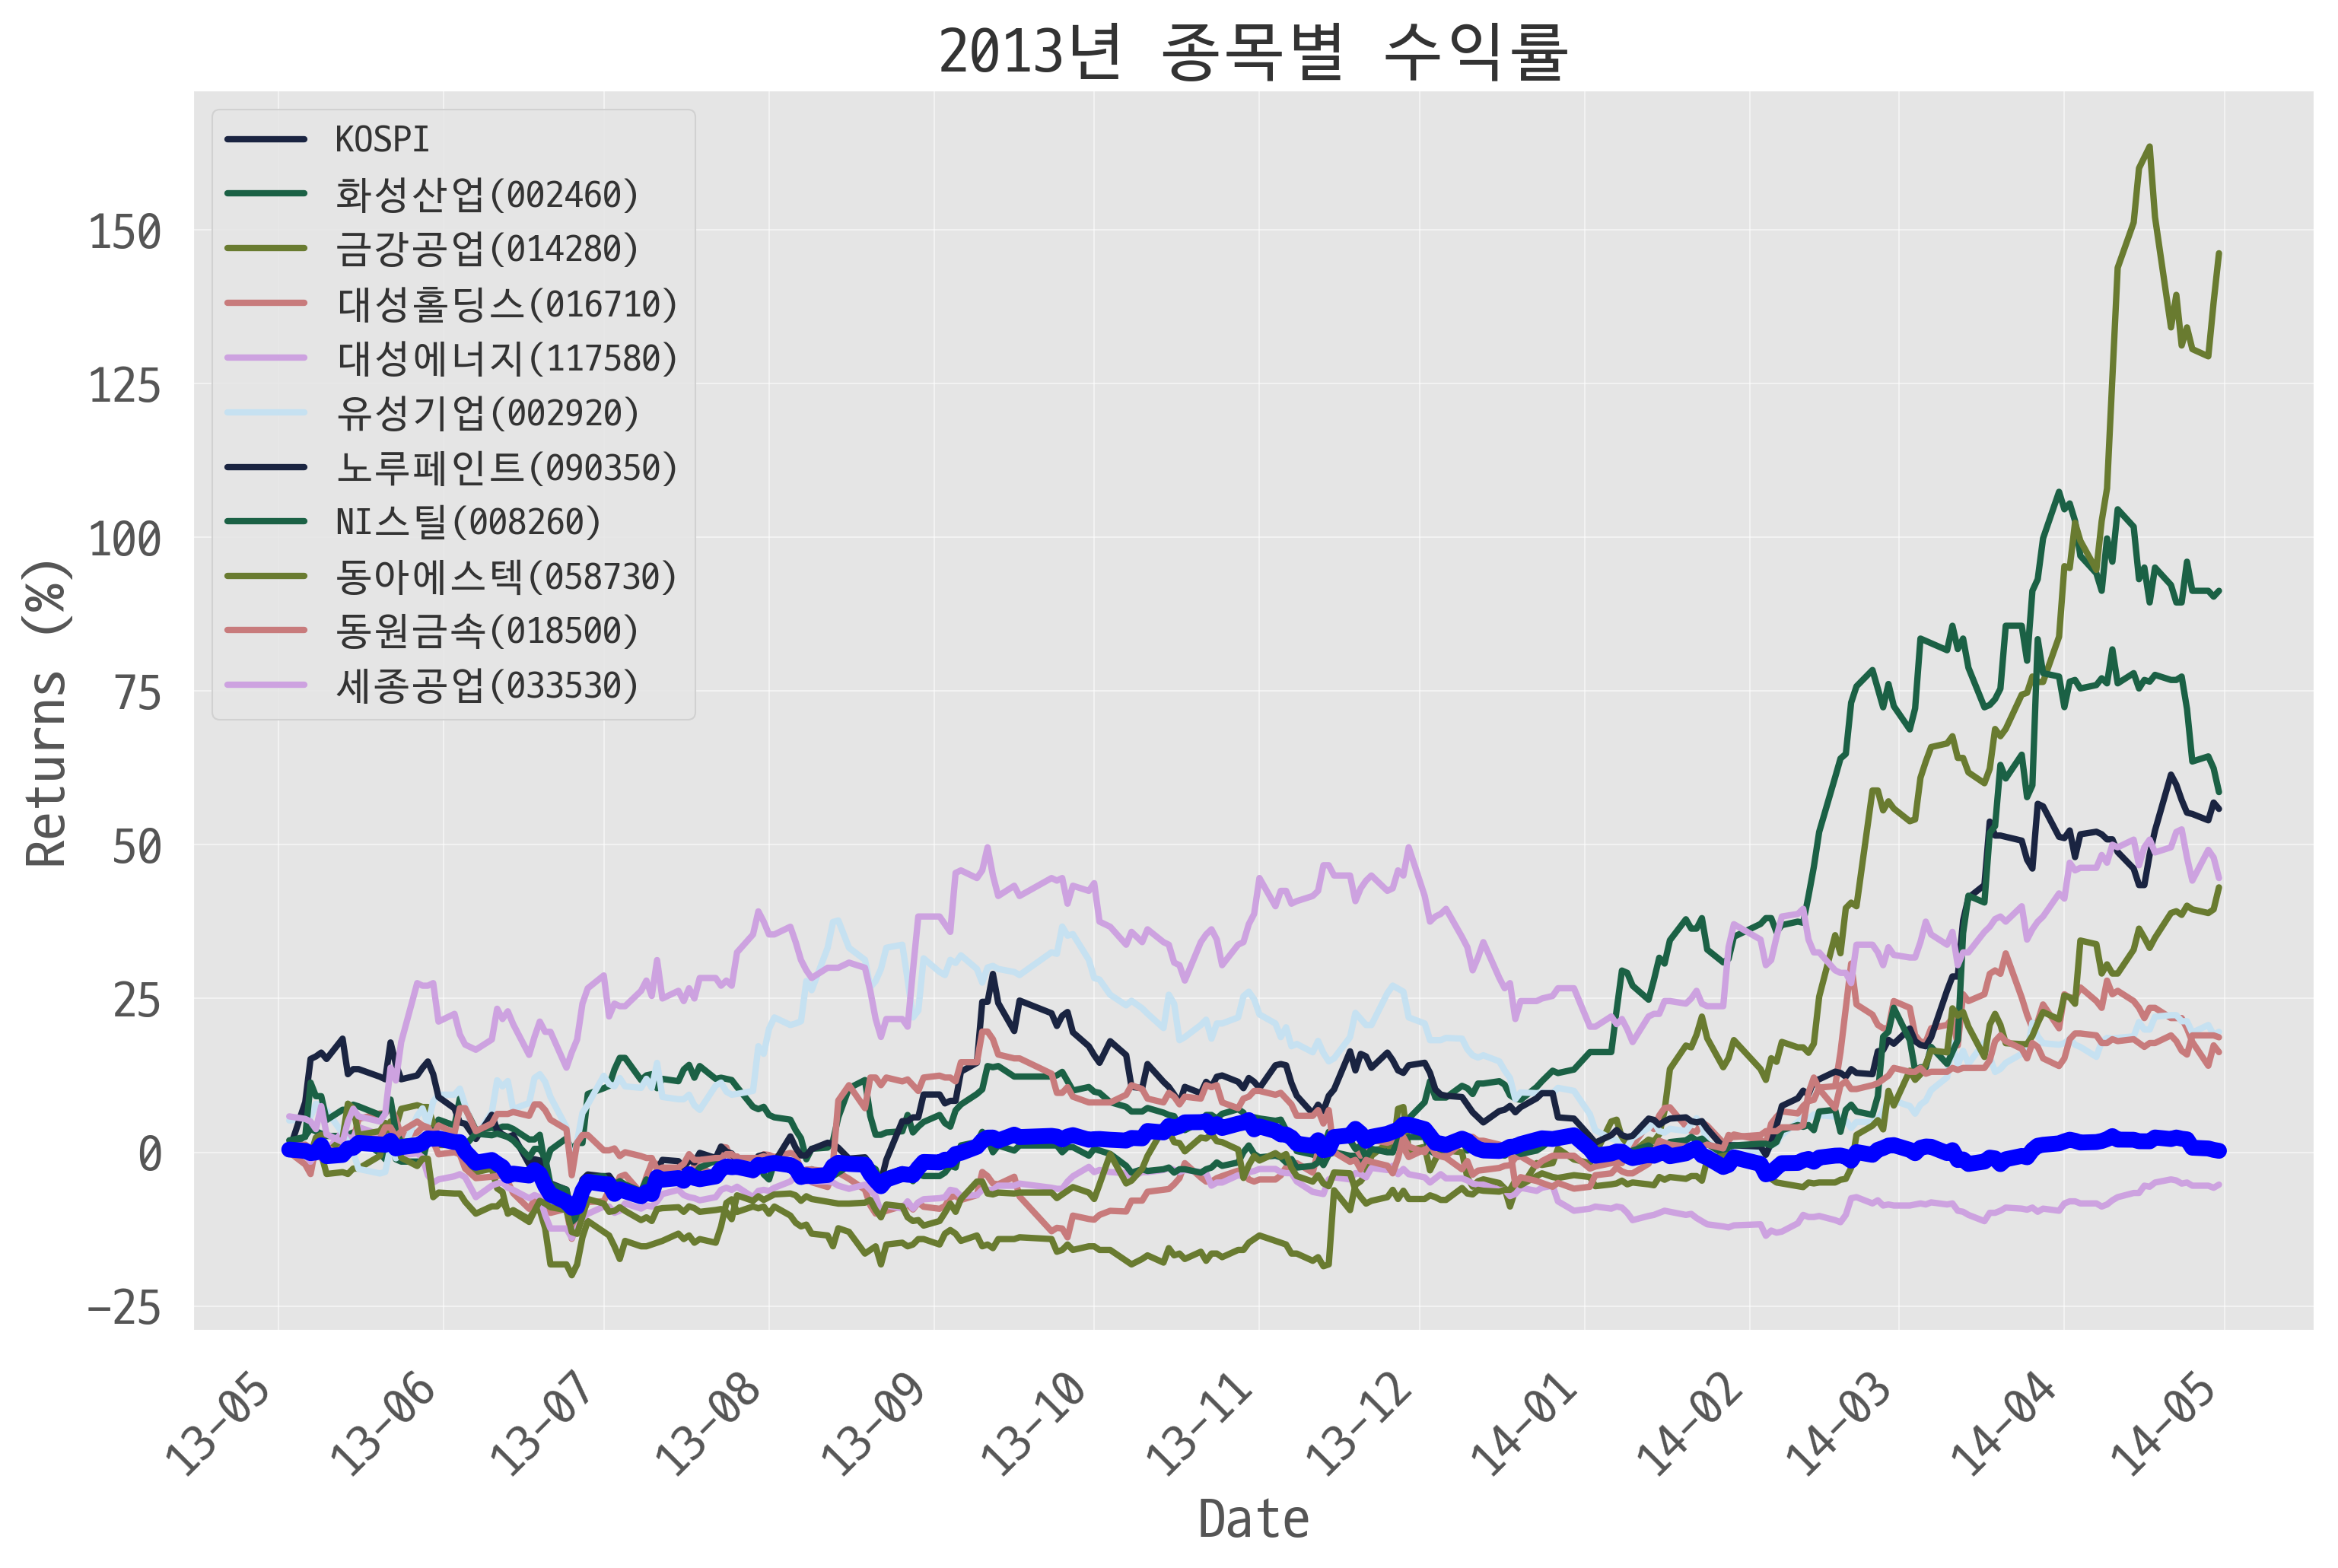 2013년 종목별 수익률
KOSPI
화성산업(002460)
금강공업(014280)
대성홀딩스(016710)
대성에너지(117580)
유성기업(002920)
노루페인트(090350)
NI스틸(008260)
동아에스텍(058730)
동원금속(018500)
세종공업(033530)
Returns (%)
150
125
100
75
50
25
0
−25
13−05
13−06
13−07
13−08
13−09
13−10
13−11
13−12
14−01
14−02
14−03
14−04
14−05
Date